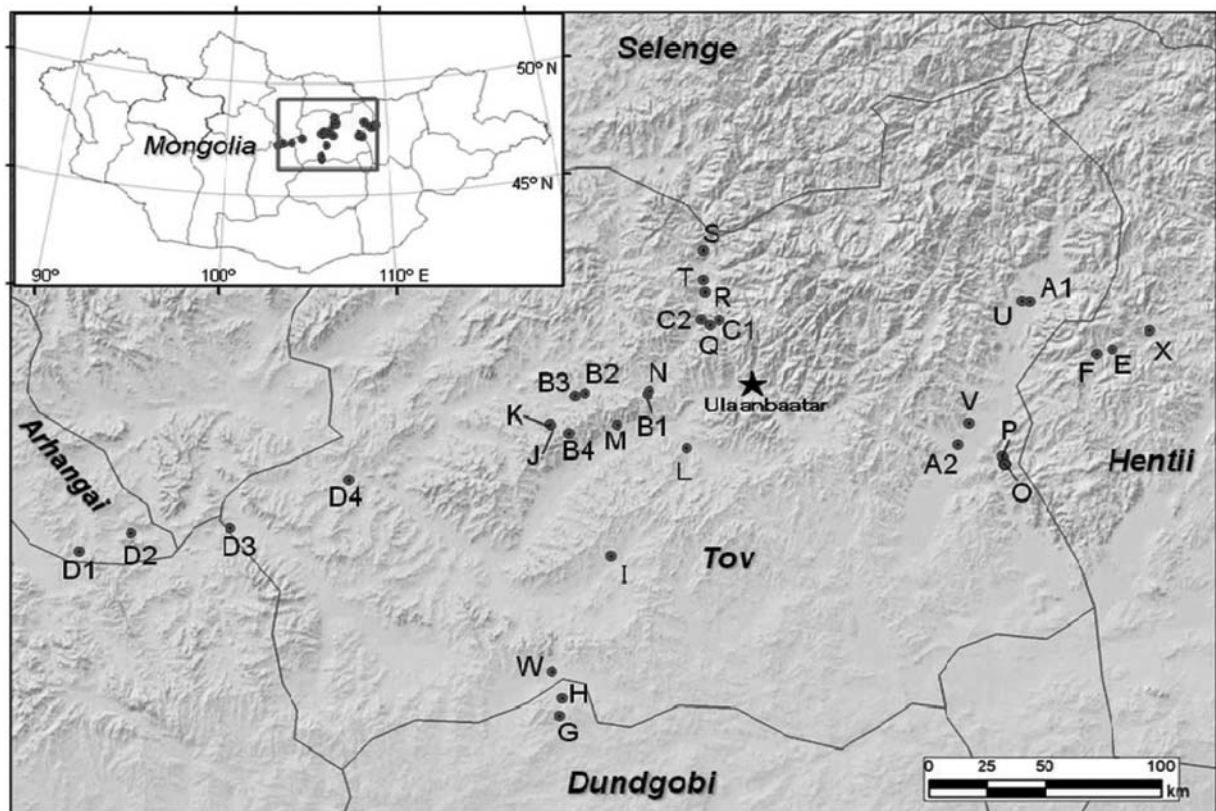 Selenge
50° N
Mongolia
45° N
90°
100°
110° E
S
T
R
C2
C1
Q
A1
U
X
F
E
B3
B2
N
Ulaanbaatar
K
V
J
B4
M
B1
P
L
A2
Hentii
O
Arhangai
D4
D1
D2
D3
I
Tov
W
H
G
Dundgobi
0 25 50 100
km